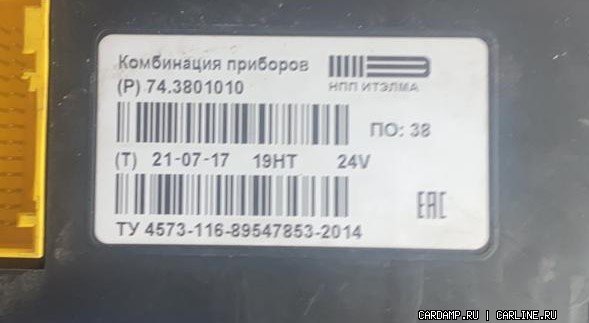 Комбинация приборов
(P) 74.3801010
НПП ИТЭЛМА
ПО: 38
(T) 21-07-17 19НТ 24V
EAC
ТУ 4573-116-89547853-2014
CARDAMP.RU | CARLINE.RU